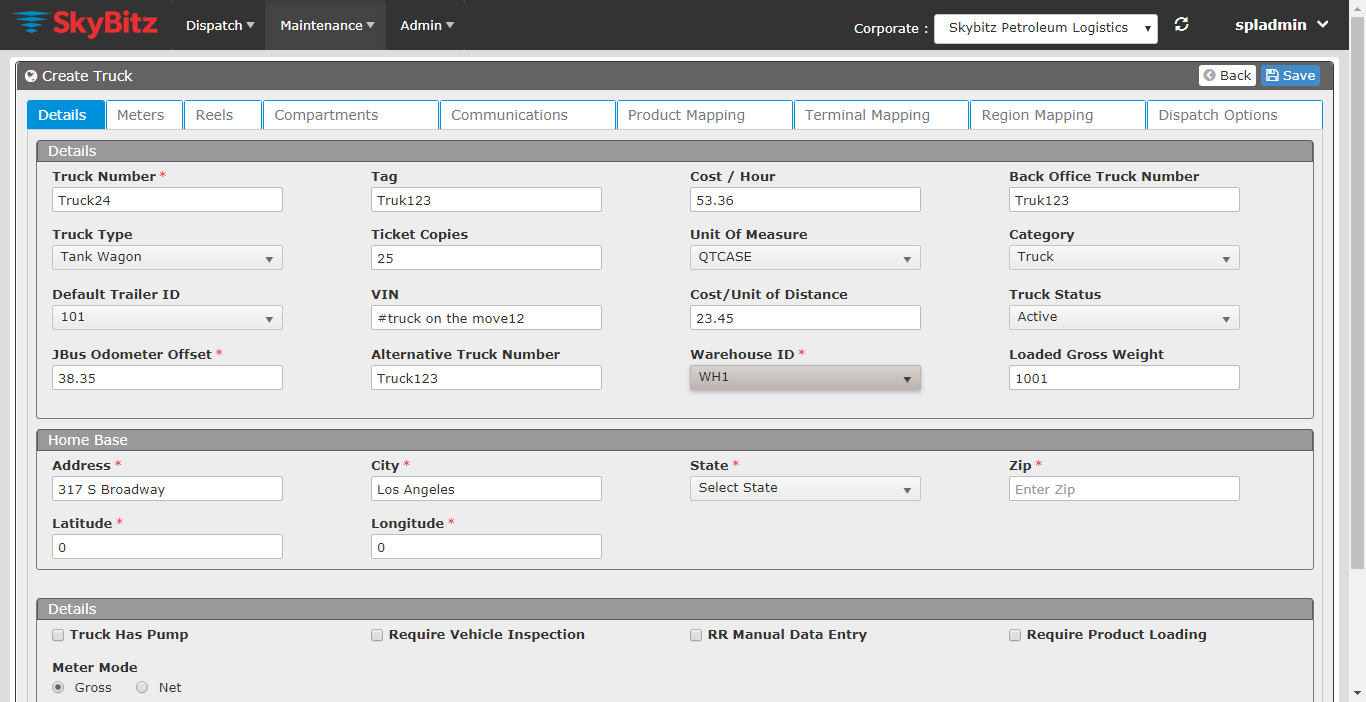 SkyBitz Dispatch Maintenance Admin Corporate : Skybitz Petroleum Logistics spladmin
Create Truck Back Save
Details Meters Reels Compartments Communications Product Mapping Terminal Mapping Region Mapping Dispatch Options
Details
Truck Number * Tag Cost / Hour Back Office Truck Number
Truck24 Truk123 53.36 Truk123
Truck Type Ticket Copies Unit Of Measure Category
Tank Wagon 25 QTCASE Truck
Default Trailer ID VIN Cost/Unit of Distance Truck Status
101 #truck on the move12 23.45 Active
JBus Odometer Offset * Alternative Truck Number Warehouse ID * Loaded Gross Weight
38.35 Truck123 WH1 1001
Home Base
Address * City * State * Zip *
317 S Broadway Los Angeles Select State Enter Zip
Latitude * Longitude *
0 0
Details
Truck Has Pump Require Vehicle Inspection RR Manual Data Entry Require Product Loading
Meter Mode
Gross Net